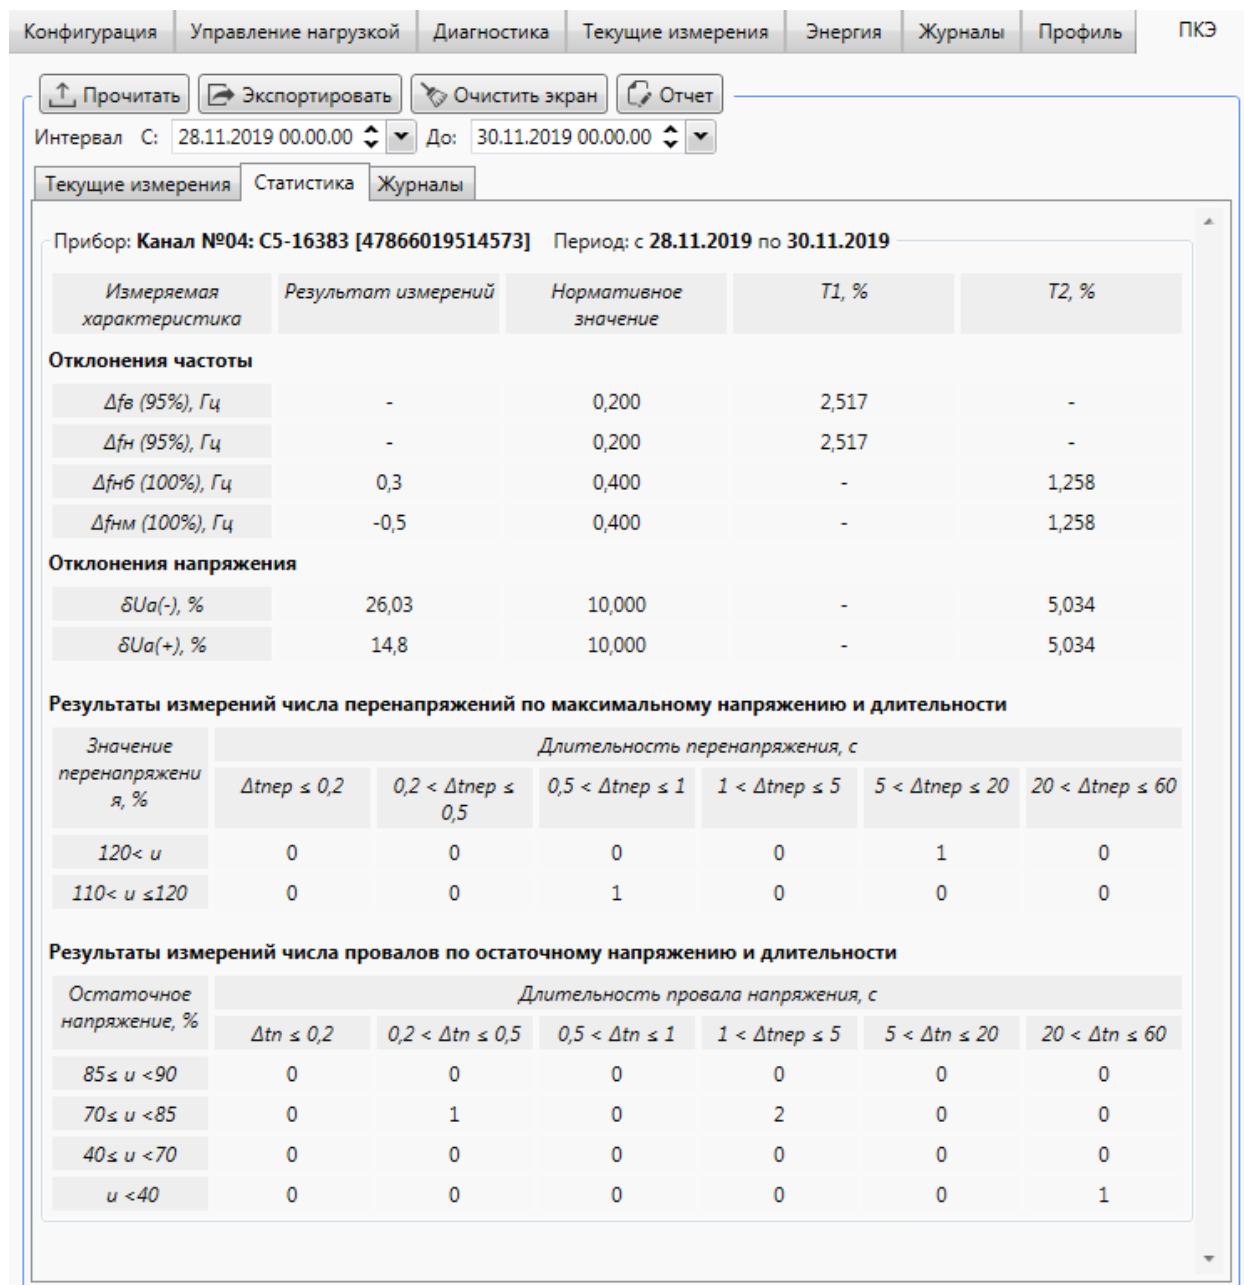 Конфигурация Управление нагрузкой Диагностика Текущие измерения Энергия Журналы Профиль ПКЭ
Прочитать Экспортировать Очистить экран Отчет
Интервал С: 28.11.2019 00.00.00 До: 30.11.2019 00.00.00
Текущие измерения Статистика Журналы
Прибор: Канал №04: С5-16383 [47866019514573] Период: с 28.11.2019 по 30.11.2019
Измеряемая Результат измерений Нормативное Т1, % Т2, %
характеристика значение
Отклонения частоты
Δfв (95%), Гц - 0,200 2,517 -
Δfн (95%), Гц - 0,200 2,517 -
Δfнб (100%), Гц 0,3 0,400 - 1,258
Δfнм (100%), Гц -0,5 0,400 - 1,258
Отклонения напряжения
δUa(-), % 26,03 10,000 - 5,034
δUa(+), % 14,8 10,000 - 5,034
Результаты измерений числа перенапряжений по максимальному напряжению и длительности
Значение Длительность перенапряжения, с
перенапряжени Δtпер ≤ 0,2 0,2 < Δtпер ≤ 0,5 < Δtпер ≤ 1 1 < Δtпер ≤ 5 5 < Δtпер ≤ 20 20 < Δtпер ≤ 60
я, % 0,5
120< u 0 0 0 0 1 0
110< u ≤120 0 0 1 0 0 0
Результаты измерений числа провалов по остаточному напряжению и длительности
Остаточное Длительность провала напряжения, с
напряжение, %
Δtп ≤ 0,2 0,2 < Δtп ≤ 0,5 0,5 < Δtп ≤ 1 1 < Δtпер ≤ 5 5 < Δtп ≤ 20 20 < Δtп ≤ 60
85≤ u <90 0 0 0 0 0 0
70≤ u <85 0 1 0 2 0 0
40≤ u <70 0 0 0 0 0 0
u <40 0 0 0 0 0 1